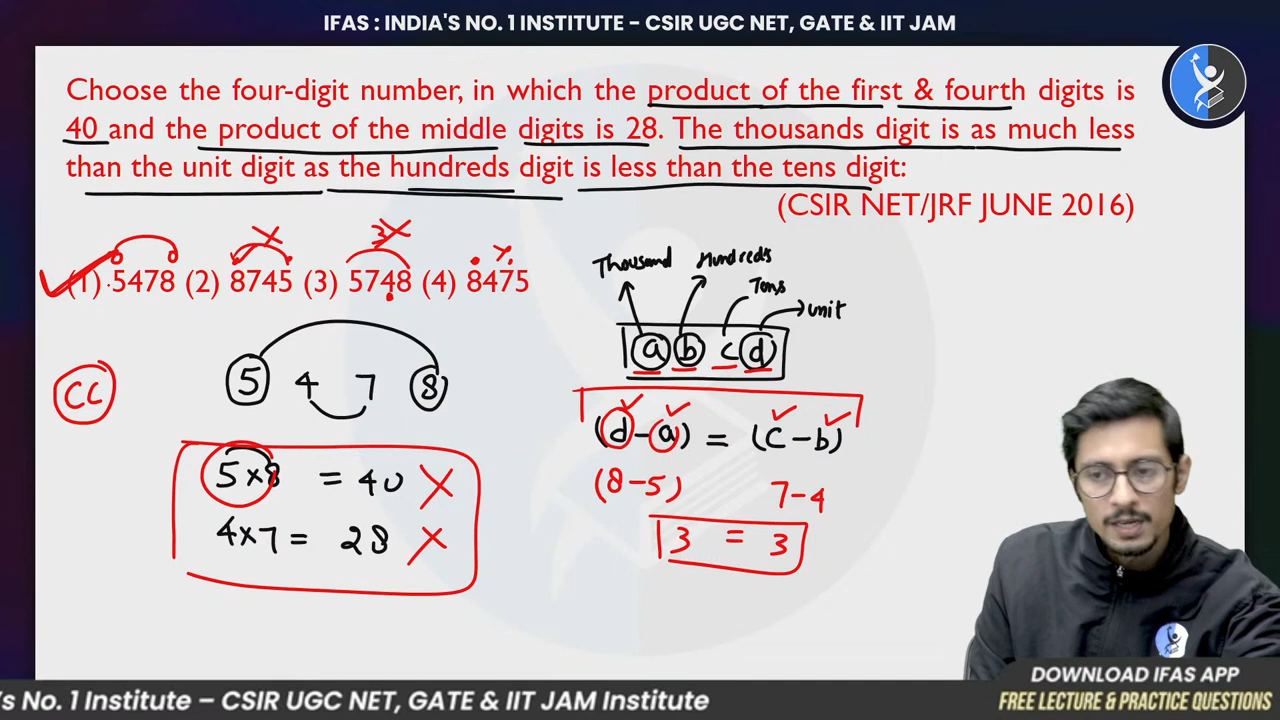 IFAS : INDIA'S NO. 1 INSTITUTE – CSIR UGC NET, GATE & IIT JAM
Choose the four-digit number, in which the product of the first & fourth digits is
40 and the product of the middle digits is 28. The thousands digit is as much less
than the unit digit as the hundreds digit is less than the tens digit:
(CSIR NET/JRF JUNE 2016)
(1) 5478 (2) 8745 (3) 5748 (4) 8475
Thousand Hundreds
Tens
unit
a b c d
CC
5 4 7 8
(d-a) = (c-b)
5×8 = 40 X
(8-5) 7-4
4×7 = 28 X
3 = 3
DOWNLOAD IFAS APP
's No. 1 Institute – CSIR UGC NET, GATE & IIT JAM Institute
FREE LECTURE & PRACTICE QUESTIONS